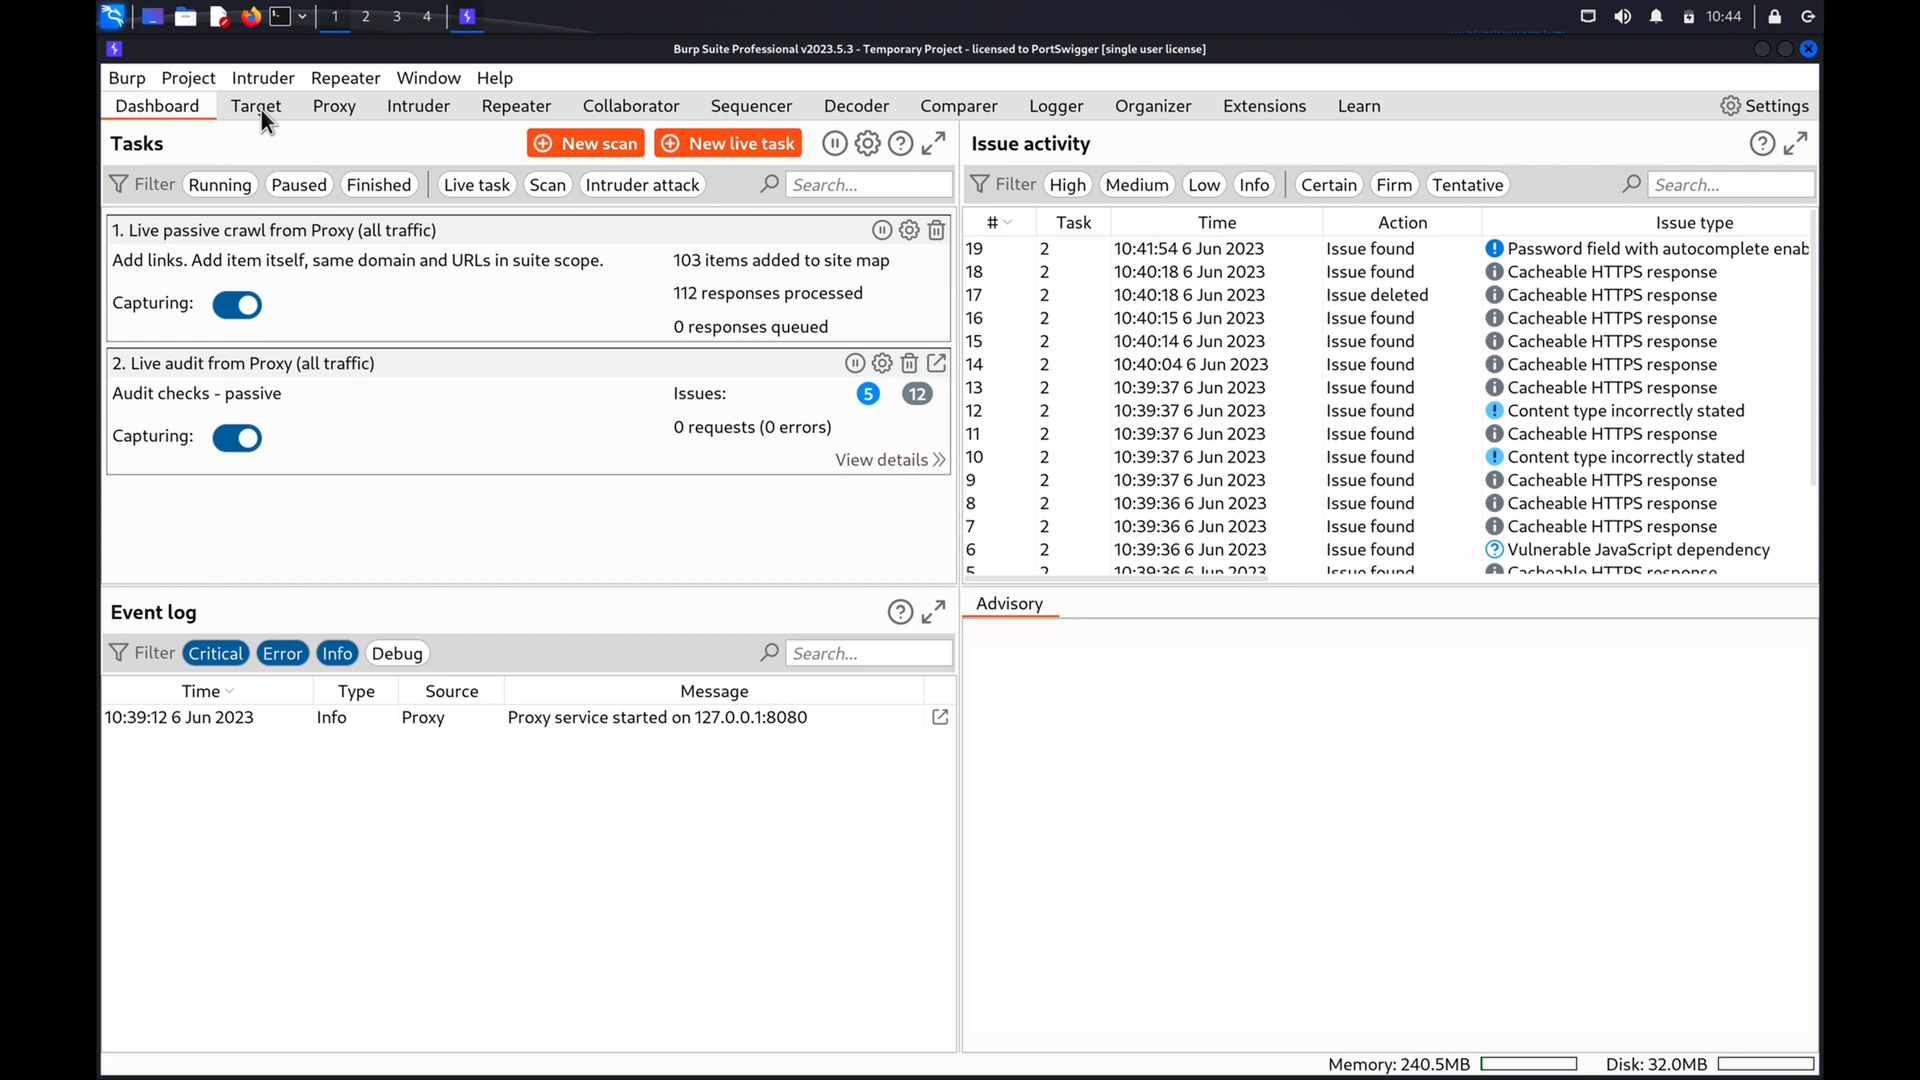 1 2 3 4 10:44
Burp Suite Professional v2023.5.3 - Temporary Project - licensed to PortSwigger [single user license]
Burp Project Intruder Repeater Window Help
Dashboard Target Proxy Intruder Repeater Collaborator Sequencer Decoder Comparer Logger Organizer Extensions Learn Settings
Tasks New scan New live task
Filter Running Paused Finished Live task Scan Intruder attack Search...
1. Live passive crawl from Proxy (all traffic)
Add links. Add item itself, same domain and URLs in suite scope. 103 items added to site map
112 responses processed
Capturing:
0 responses queued
2. Live audit from Proxy (all traffic)
Audit checks - passive Issues: 5 12
0 requests (0 errors)
Capturing:
View details
Issue activity
Filter High Medium Low Info Certain Firm Tentative Search...
# Task Time Action Issue type
19 2 10:41:54 6 Jun 2023 Issue found Password field with autocomplete enab
18 2 10:40:18 6 Jun 2023 Issue found Cacheable HTTPS response
17 2 10:40:18 6 Jun 2023 Issue deleted Cacheable HTTPS response
16 2 10:40:15 6 Jun 2023 Issue found Cacheable HTTPS response
15 2 10:40:14 6 Jun 2023 Issue found Cacheable HTTPS response
14 2 10:40:04 6 Jun 2023 Issue found Cacheable HTTPS response
13 2 10:39:37 6 Jun 2023 Issue found Cacheable HTTPS response
12 2 10:39:37 6 Jun 2023 Issue found Content type incorrectly stated
11 2 10:39:37 6 Jun 2023 Issue found Cacheable HTTPS response
10 2 10:39:37 6 Jun 2023 Issue found Content type incorrectly stated
9 2 10:39:37 6 Jun 2023 Issue found Cacheable HTTPS response
8 2 10:39:36 6 Jun 2023 Issue found Cacheable HTTPS response
7 2 10:39:36 6 Jun 2023 Issue found Cacheable HTTPS response
6 2 10:39:36 6 Jun 2023 Issue found Vulnerable JavaScript dependency
5 2 10:39:36 6 Jun 2023 Issue found Cacheable HTTPS response
Event log
Filter Critical Error Info Debug Search...
Time Type Source Message
10:39:12 6 Jun 2023 Info Proxy Proxy service started on 127.0.0.1:8080
Advisory
Memory: 240.5MB Disk: 32.0MB